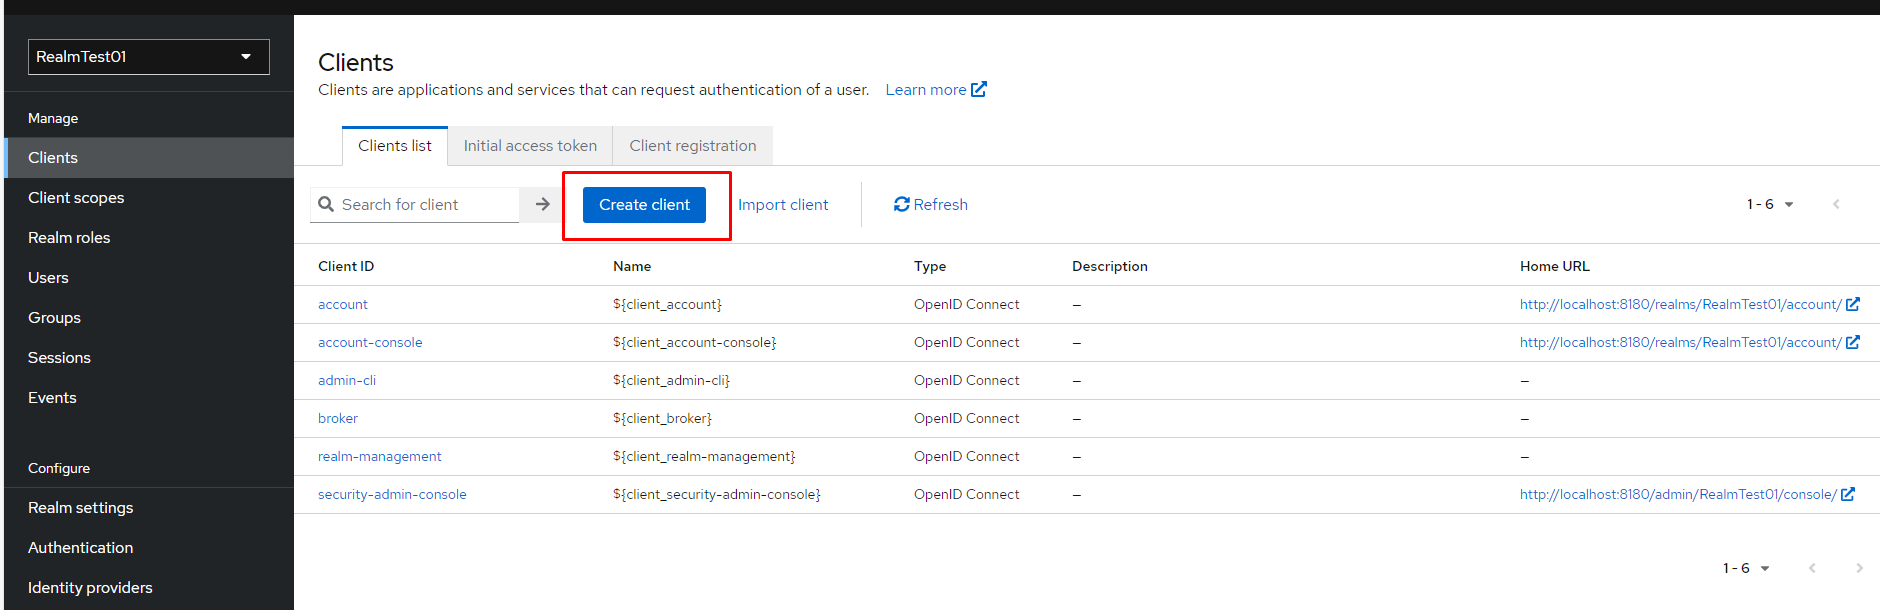 RealmTest01
Manage
Clients
Client scopes
Realm roles
Users
Groups
Sessions
Events
Configure
Realm settings
Authentication
Identity providers
Clients
Clients are applications and services that can request authentication of a user. Learn more
Clients list Initial access token Client registration
Search for client Create client Import client Refresh 1 - 6
Client ID Name Type Description Home URL
account ${client_account} OpenID Connect – http://localhost:8180/realms/RealmTest01/account/
account-console ${client_account-console} OpenID Connect – http://localhost:8180/realms/RealmTest01/account/
admin-cli ${client_admin-cli} OpenID Connect – –
broker ${client_broker} OpenID Connect – –
realm-management ${client_realm-management} OpenID Connect – –
security-admin-console ${client_security-admin-console} OpenID Connect – http://localhost:8180/admin/RealmTest01/console/
1 - 6